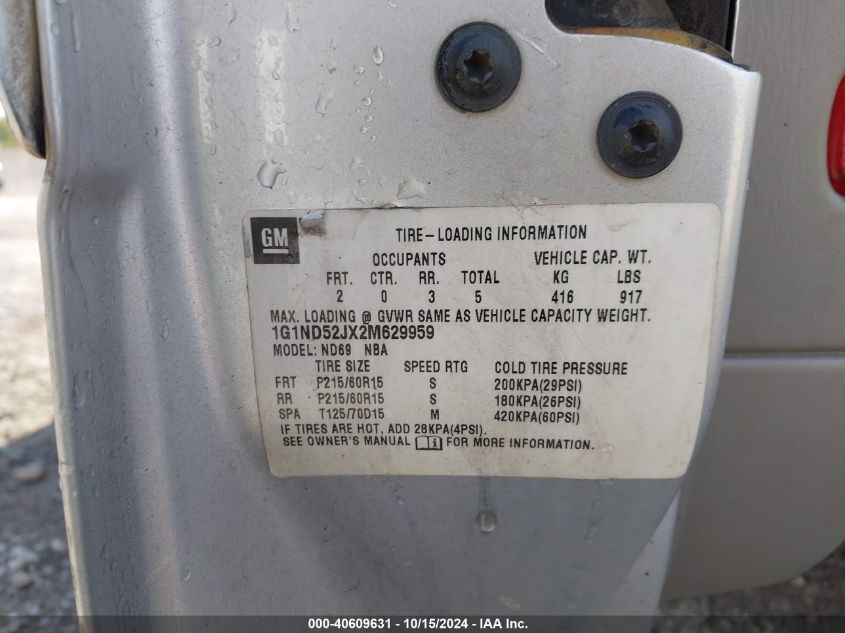 GM
TIRE-LOADING INFORMATION
OCCUPANTS VEHICLE CAP. WT.
FRT. CTR. RR. TOTAL KG LBS
2 0 3 5 416 917
MAX. LOADING @ GVWR SAME AS VEHICLE CAPACITY WEIGHT.
1G1ND52JX2M629959
MODEL: ND69 NBA
TIRE SIZE SPEED RTG COLD TIRE PRESSURE
FRT P215/60R15 S 200KPA(29PSI)
RR P215/60R15 S 180KPA(26PSI)
SPA T125/70D15 M 420KPA(60PSI)
IF TIRES ARE HOT, ADD 28KPA(4PSI).
SEE OWNER'S MANUAL FOR MORE INFORMATION.
000-40609631 - 10/15/2024 - IAA Inc.